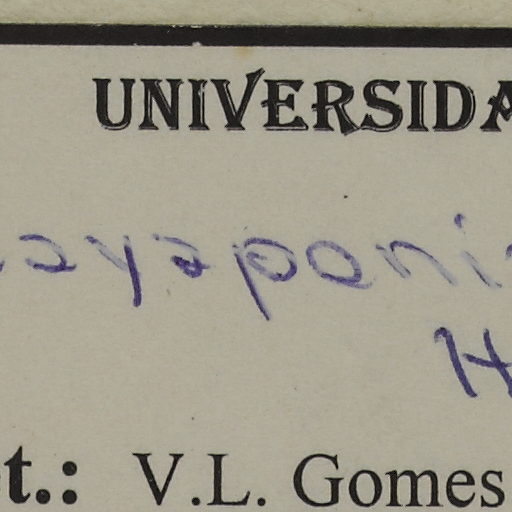 UNIVERSIDA
ayaponi
H
t.: V.L. Gomes